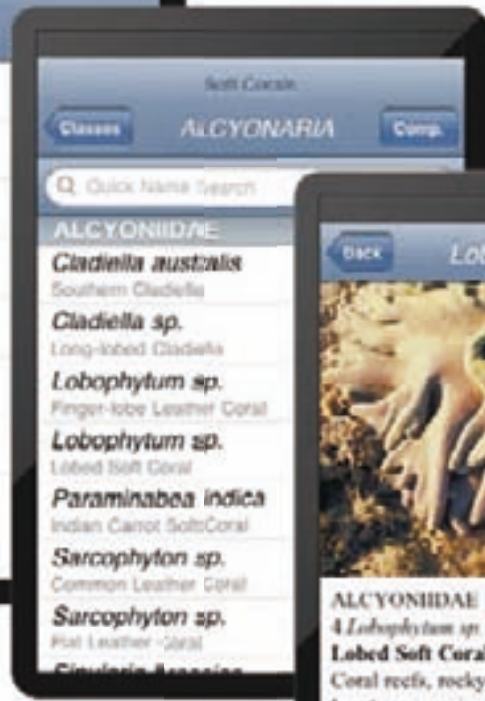 Soft Corals
Classes ALCYONARIA Comp.
Quick Name Search
ALCYONIIDAE
Cladiella australis
Southern Cladiella
Cladiella sp.
Long-lobed Cladiella
Lobophytum sp.
Finger-lobe Leather Coral
Lobophytum sp.
Lobed Soft Coral
Paraminabea indica
Indian Carrot SoftCoral
Sarcophyton sp.
Common Leather Coral
Sarcophyton sp.
Flat Leather Coral
Back Lob
ALCYONIIDAE
4 Lobophytum sp.
Lobed Soft Coral
Coral reefs, rocky